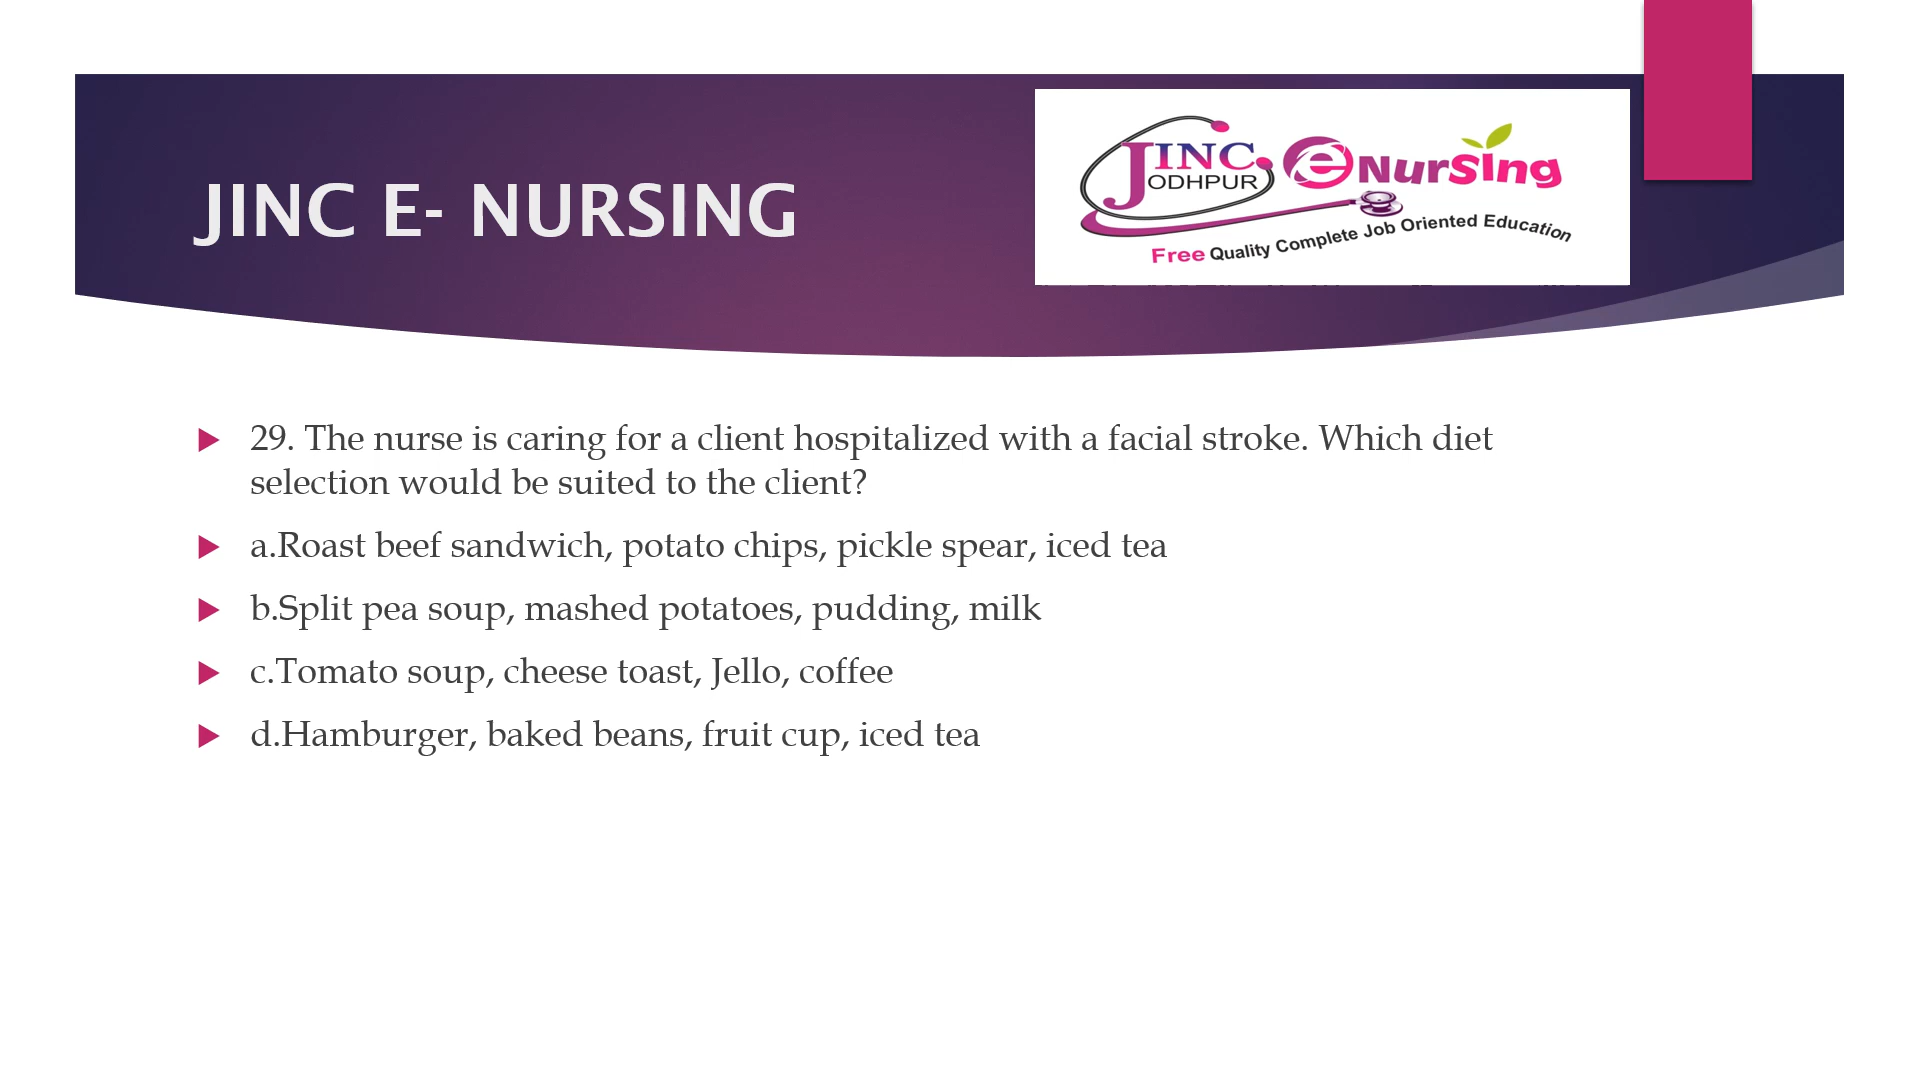 JINC E- NURSING
JINC.
ODHPUR
eNursing
Free Quality Complete Job Oriented Education
29. The nurse is caring for a client hospitalized with a facial stroke. Which diet
selection would be suited to the client?
a.Roast beef sandwich, potato chips, pickle spear, iced tea
b.Split pea soup, mashed potatoes, pudding, milk
c.Tomato soup, cheese toast, Jello, coffee
d.Hamburger, baked beans, fruit cup, iced tea